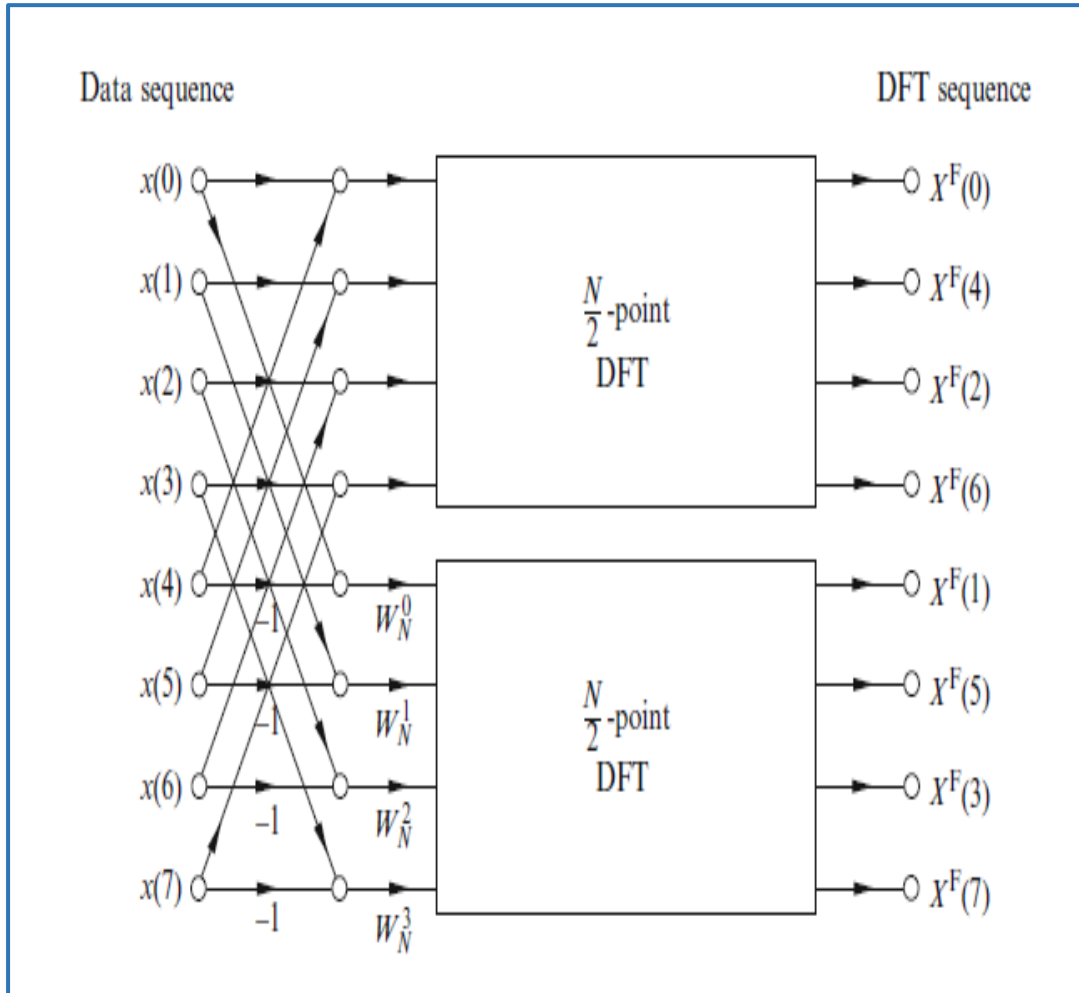 Data sequence DFT sequence
x(0) X^F(0)
x(1) X^F(4)
N/2 -point
DFT
x(2) X^F(2)
x(3) X^F(6)
x(4) –1 W_N^0 X^F(1)
x(5) –1 W_N^1 X^F(5)
N/2 -point
DFT
x(6) –1 W_N^2 X^F(3)
x(7) –1 W_N^3 X^F(7)